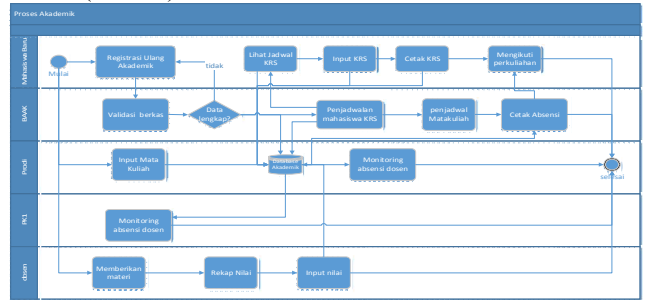 Proses Akademik
Mahasiswa Baru
Mulai
Registrasi Ulang
Akademik
tidak
Lihat Jadwal
KRS
Input KRS
Cetak KRS
Mengikuti
perkuliahan
BAAK
Validasi berkas
Data
lengkap?
Penjadwalan
mahasiswa KRS
penjadwal
Matakuliah
Cetak Absensi
Prodi
Input Mata
Kuliah
Database
Akademik
Monitoring
absensi dosen
selesai
PK1
Monitoring
absensi dosen
dosen
Memberikan
materi
Rekap Nilai
Input nilai